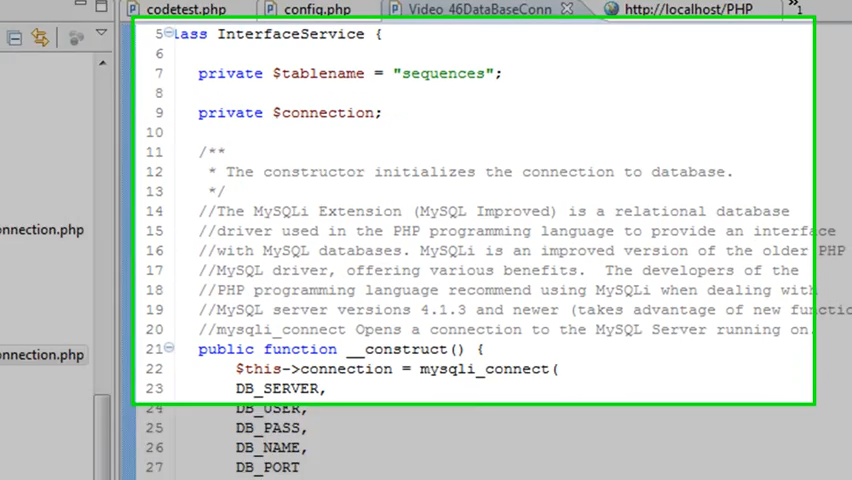 codetest.php
config.php
Video_46DataBaseConn
http://localhost/PHP
»1
5 lass InterfaceService {
6
7 private $tablename = "sequences";
8
9 private $connection;
10
11 /**
12 * The constructor initializes the connection to database.
13 */
14 //The MySQLi Extension (MySQL Improved) is a relational database
15 //driver used in the PHP programming language to provide an interface
16 //with MySQL databases. MySQLi is an improved version of the older PHP
17 //MySQL driver, offering various benefits.  The developers of the
18 //PHP programming language recommend using MySQLi when dealing with
19 //MySQL server versions 4.1.3 and newer (takes advantage of new functio
20 //mysqli_connect Opens a connection to the MySQL Server running on.
21 public function __construct() {
22 $this->connection = mysqli_connect(
23 DB_SERVER,
24 DB_USER,
25 DB_PASS,
26 DB_NAME,
27 DB_PORT
onnection.php
onnection.php